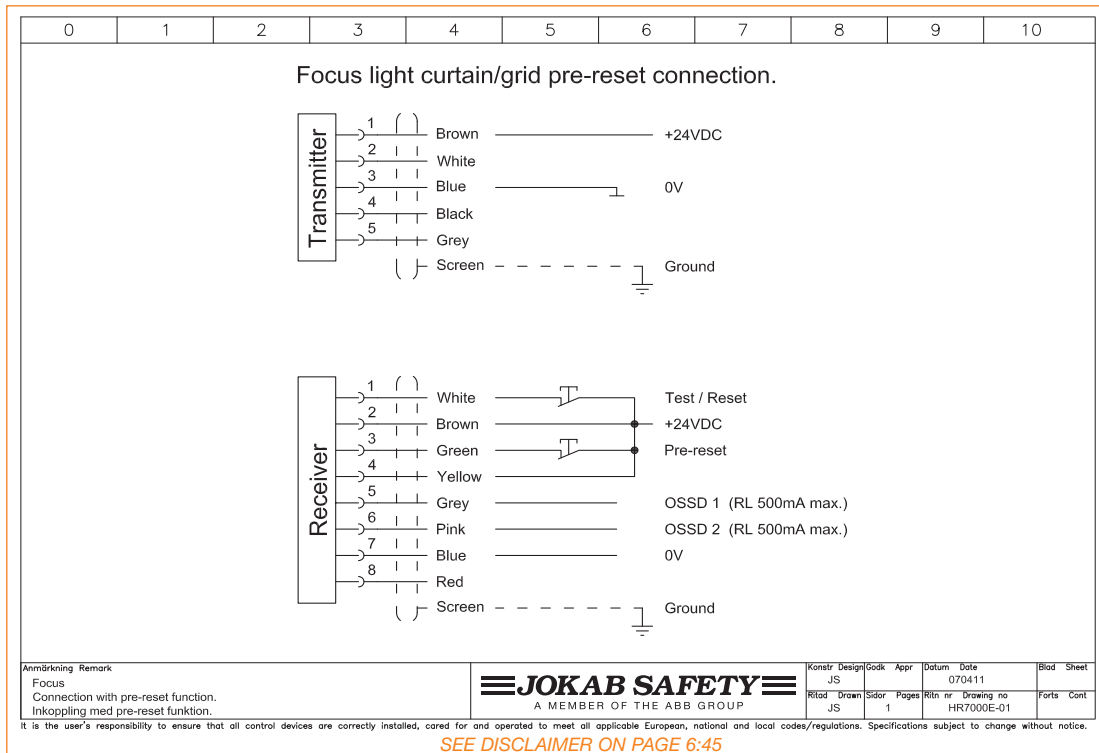 0 1 2 3 4 5 6 7 8 9 10
Focus light curtain/grid pre-reset connection.
Transmitter
1 Brown +24VDC
2 White
3 Blue 0V
4 Black
5 Grey
Screen Ground
Receiver
1 White Test / Reset
2 Brown +24VDC
3 Green Pre-reset
4 Yellow
5 Grey OSSD 1 (RL 500mA max.)
6 Pink OSSD 2 (RL 500mA max.)
7 Blue 0V
8 Red
Screen Ground
Anmärkning Remark
Focus
Connection with pre-reset function.
Inkoppling med pre-reset funktion.
JOKAB SAFETY
A MEMBER OF THE ABB GROUP
Konstr Design Godk Appr Datum Date Blad Sheet
JS 070411
Ritad Drawn Sidor Pages Ritn nr Drawing no Forts Cont
JS 1 HR7000E-01
It is the user's responsibility to ensure that all control devices are correctly installed, cared for and operated to meet all applicable European, national and local codes/regulations. Specifications subject to change without notice.
SEE DISCLAIMER ON PAGE 6:45